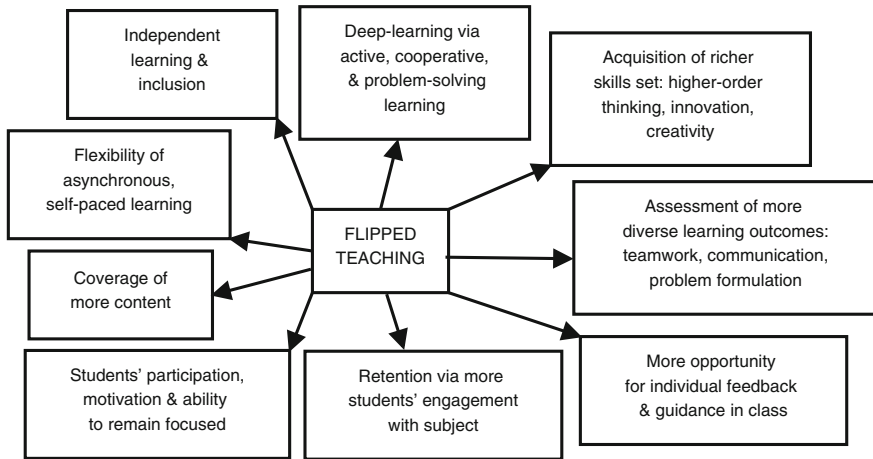 Independent
learning &
inclusion
Deep-learning via
active, cooperative,
& problem-solving
learning
Acquisition of richer
skills set: higher-order
thinking, innovation,
creativity
Flexibility of
asynchronous,
self-paced learning
FLIPPED
TEACHING
Assessment of more
diverse learning outcomes:
teamwork, communication,
problem formulation
Coverage of
more content
Students’ participation,
motivation & ability
to remain focused
Retention via more
students’ engagement
with subject
More opportunity
for individual feedback
& guidance in class